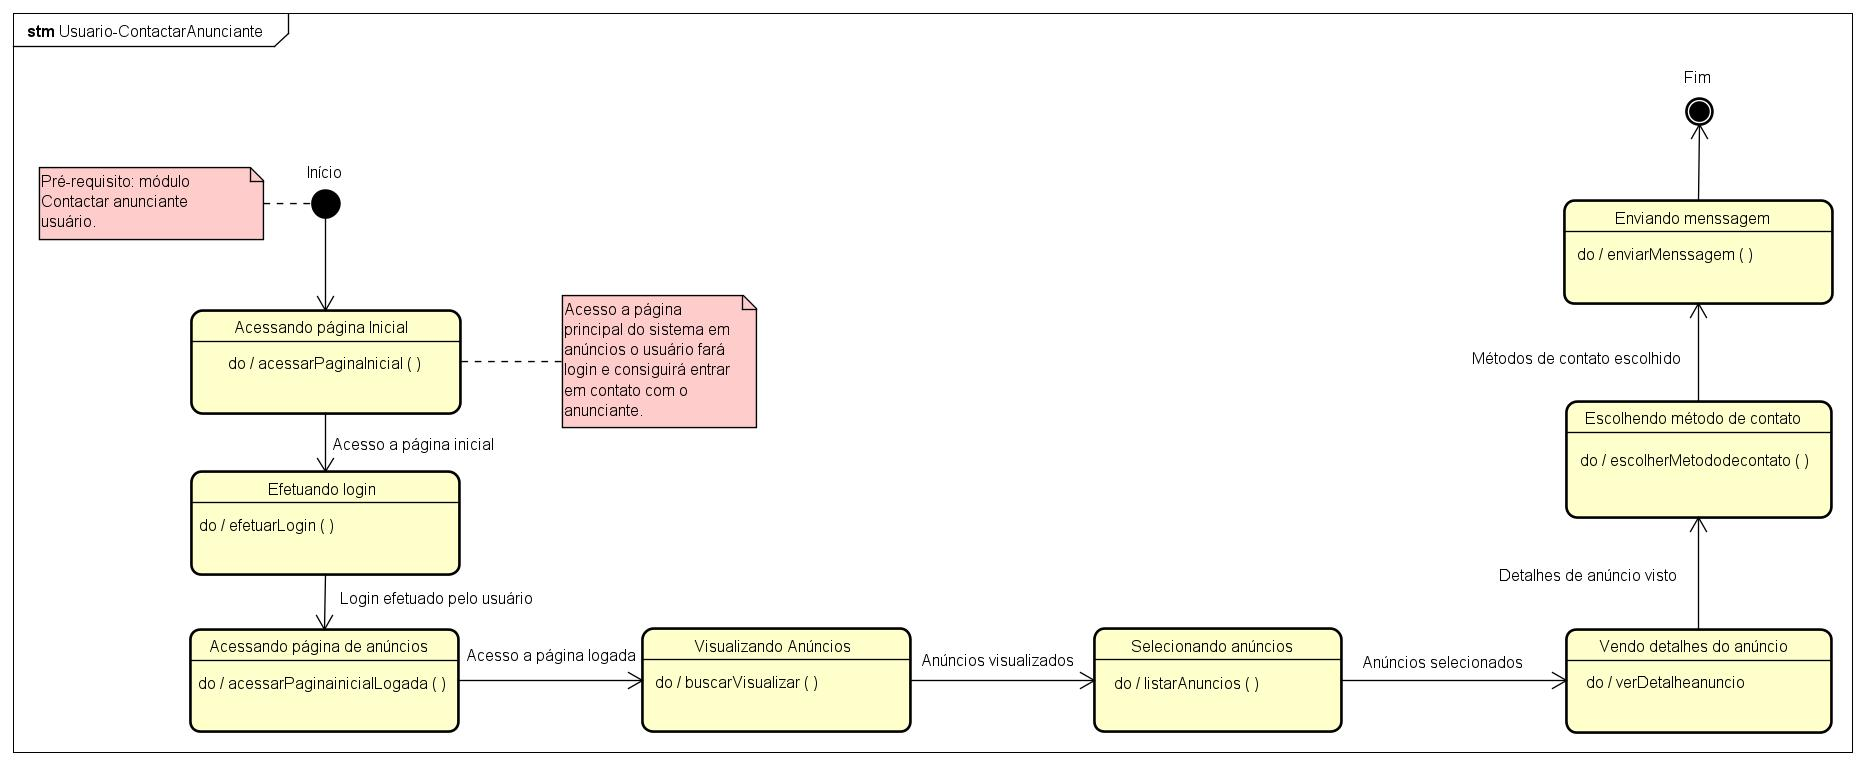 stm Usuario-ContactarAnunciante
Fim
Início
Pré-requisito: módulo
Contactar anunciante
usuário.
Acessando página Inicial
do / acessarPaginaInicial ( )
Acesso a página
principal do sistema em
anúncios o usuário fará
login e consiguirá entrar
em contato com o
anunciante.
Acesso a página inicial
Efetuando login
do / efetuarLogin ( )
Login efetuado pelo usuário
Acessando página de anúncios
do / acessarPaginainicialLogada ( )
Acesso a página logada
Visualizando Anúncios
do / buscarVisualizar ( )
Anúncios visualizados
Selecionando anúncios
do / listarAnuncios ( )
Anúncios selecionados
Vendo detalhes do anúncio
do / verDetalheanuncio
Detalhes de anúncio visto
Escolhendo método de contato
do / escolherMetododecontato ( )
Métodos de contato escolhido
Enviando menssagem
do / enviarMenssagem ( )